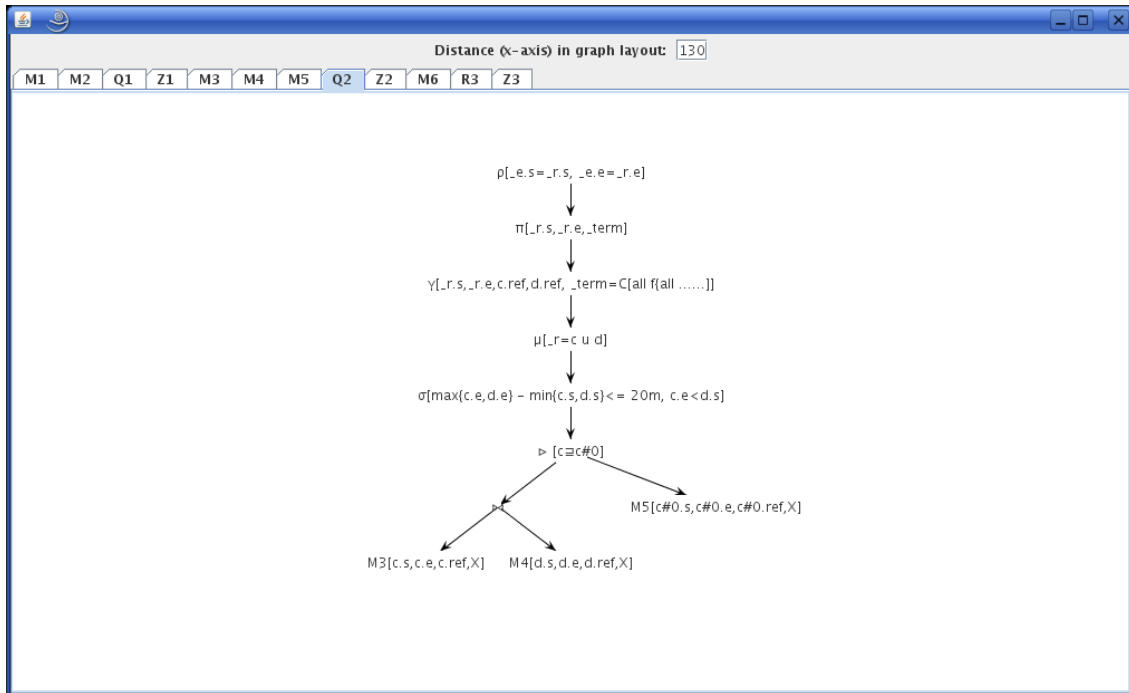 Distance (x-axis) in graph layout: 130
M1 M2 Q1 Z1 M3 M4 M5 Q2 Z2 M6 R3 Z3
ρ[_e.s=_r.s, _e.e=_r.e]
π[_r.s,_r.e,_term]
γ[_r.s,_r.e,c.ref,d.ref, _term=C[all f{all ......]]
μ[_r=c u d]
σ[max{c.e,d.e} - min{c.s,d.s}<= 20m, c.e<d.s]
▷ [c⊒c#0]
⋈ M5[c#0.s,c#0.e,c#0.ref,X]
M3[c.s,c.e,c.ref,X] M4[d.s,d.e,d.ref,X]